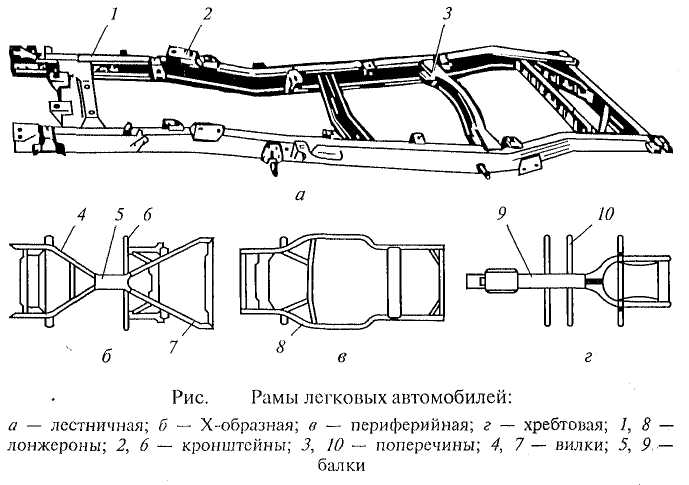 1 2 3
а
4 5 6 9 10
7 8
б в г
Рис. Рамы легковых автомобилей:
а — лестничная; б — Х-образная; в — периферийная; г — хребтовая; 1, 8 —
лонжероны; 2, 6 — кронштейны; 3, 10 — поперечины; 4, 7 — вилки; 5, 9 —
балки